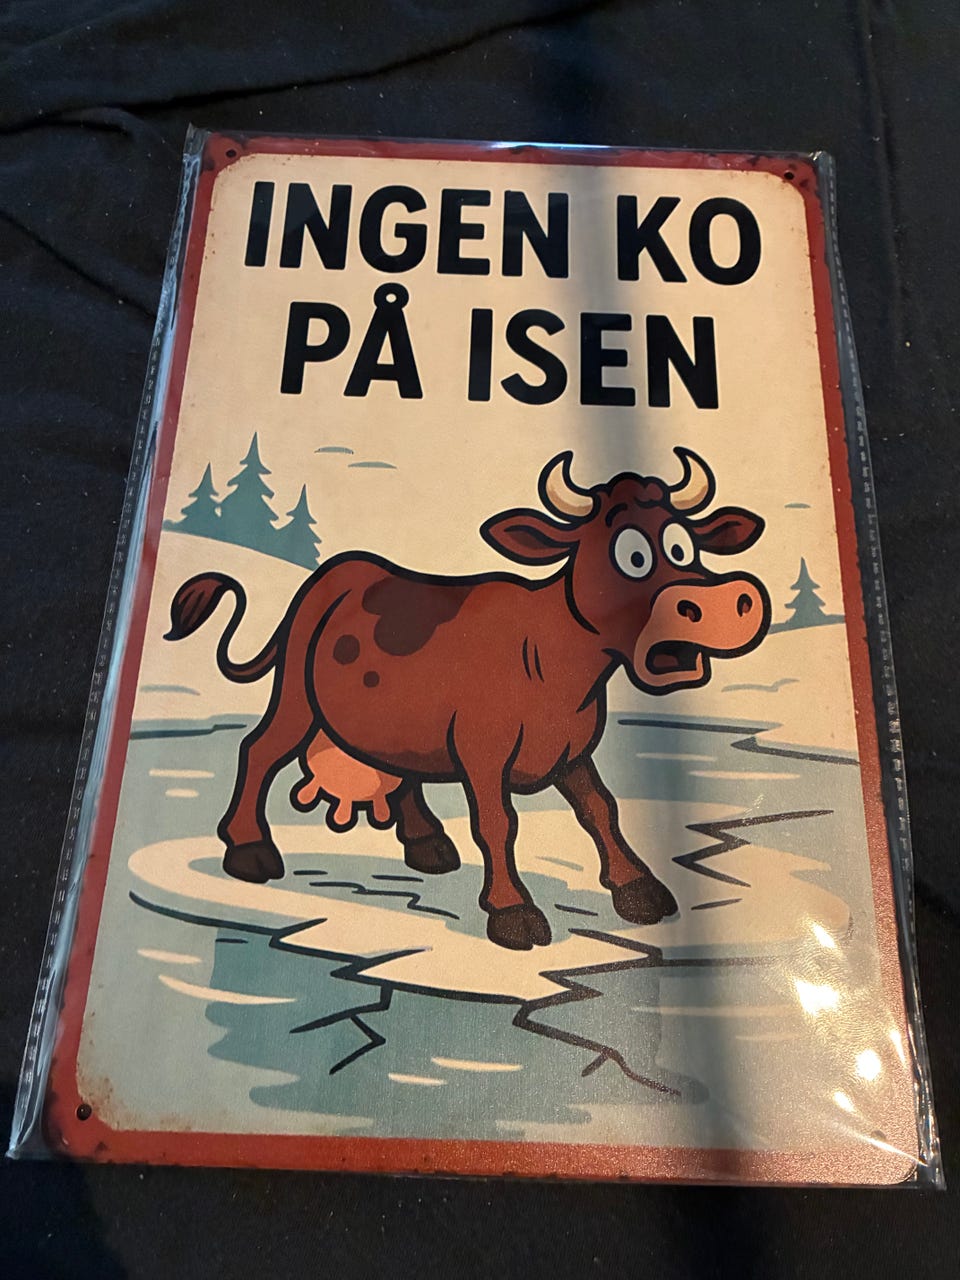 INGEN KO
PÅ ISEN